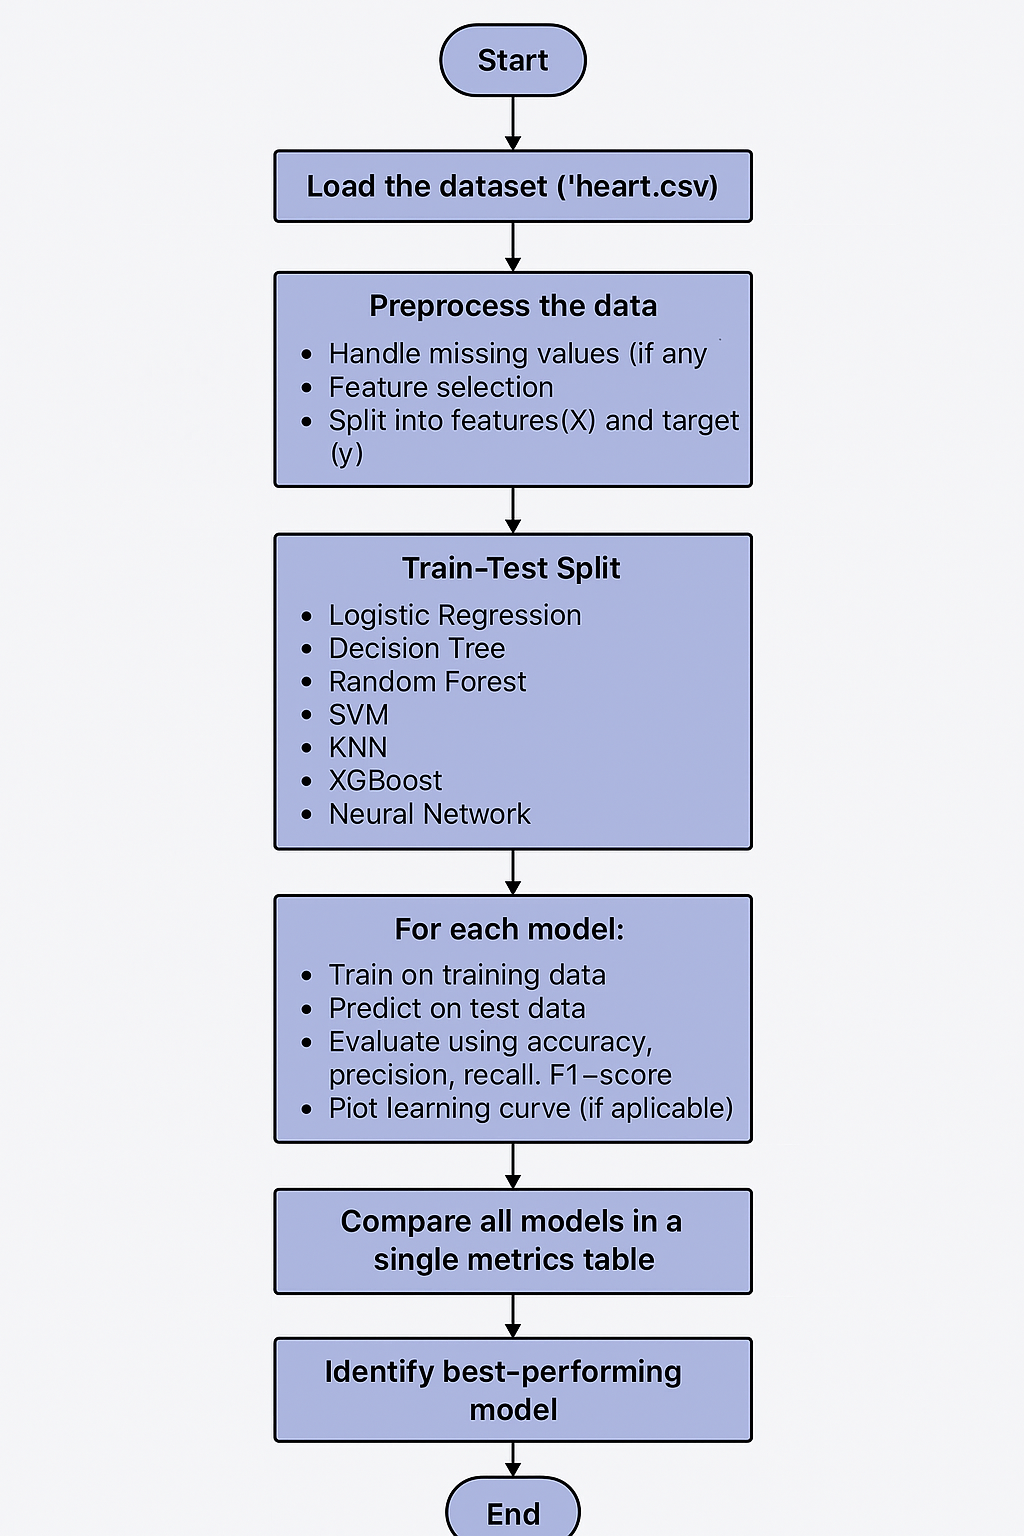 Start
Load the dataset ('heart.csv)
Preprocess the data
• Handle missing values (if any
• Feature selection
• Split into features(X) and target
(y)
Train-Test Split
• Logistic Regression
• Decision Tree
• Random Forest
• SVM
• KNN
• XGBoost
• Neural Network
For each model:
• Train on training data
• Predict on test data
• Evaluate using accuracy,
precision, recall. F1–score
• Piot learning curve (if aplicable)
Compare all models in a
single metrics table
Identify best-performing
model
End